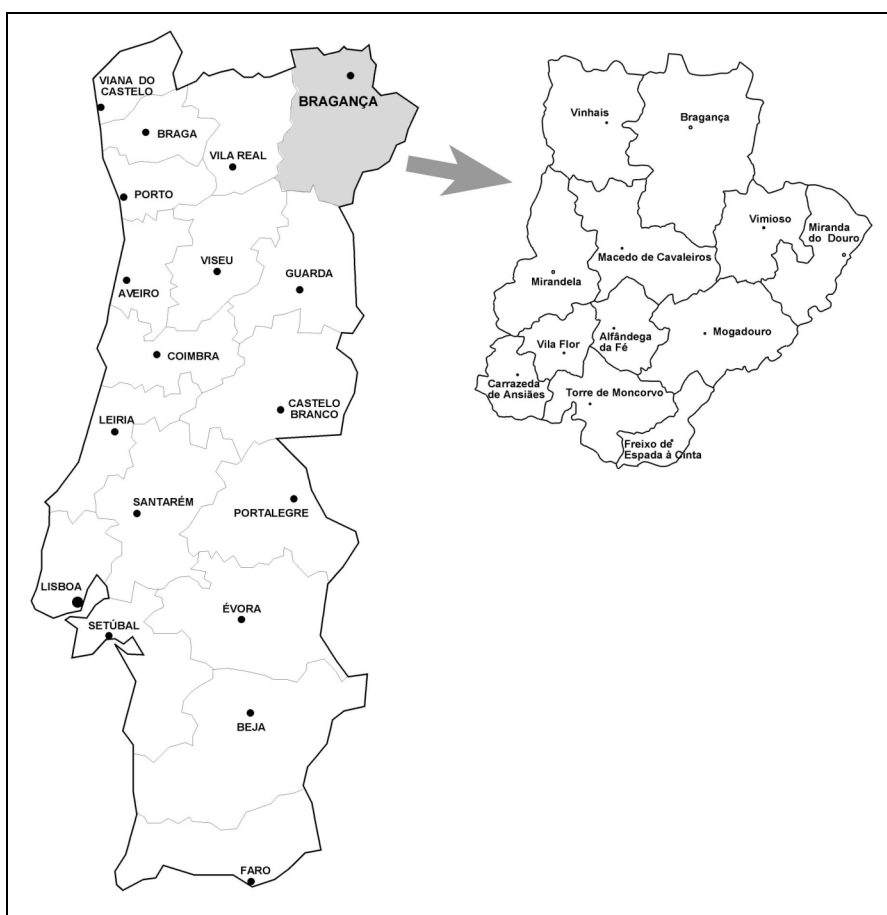 VIANA DO
CASTELO
BRAGA
VILA REAL
BRAGANÇA
PORTO
VISEU
GUARDA
AVEIRO
COIMBRA
CASTELO
BRANCO
LEIRIA
SANTARÉM
PORTALEGRE
LISBOA
SETÚBAL
ÉVORA
BEJA
FARO
Vinhais
Bragança
Vimioso
Miranda
do Douro
Macedo de Cavaleiros
Mirandela
Alfândega
da Fé
Mogadouro
Vila Flor
Carrazeda
de Ansiães
Torre de Moncorvo
Freixo de
Espada à Cinta